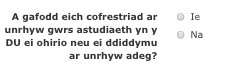 A gafodd eich cofrestriad ar
unrhyw gwrs astudiaeth yn y
DU ei ohirio neu ei ddiddymu
ar unrhyw adeg?
Ie
Na